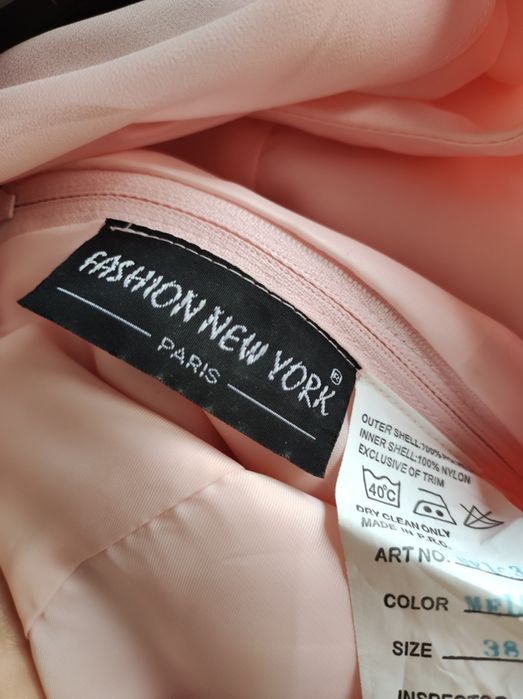 FASHION NEW YORK ®
PARIS
OUTER SHELL:100%
INNER SHELL:100% NYLON
EXCLUSIVE OF TRIM
40°C
DRY CLEAN ONLY
MADE IN P.R.C.
ART NO.
COLOR
SIZE 38